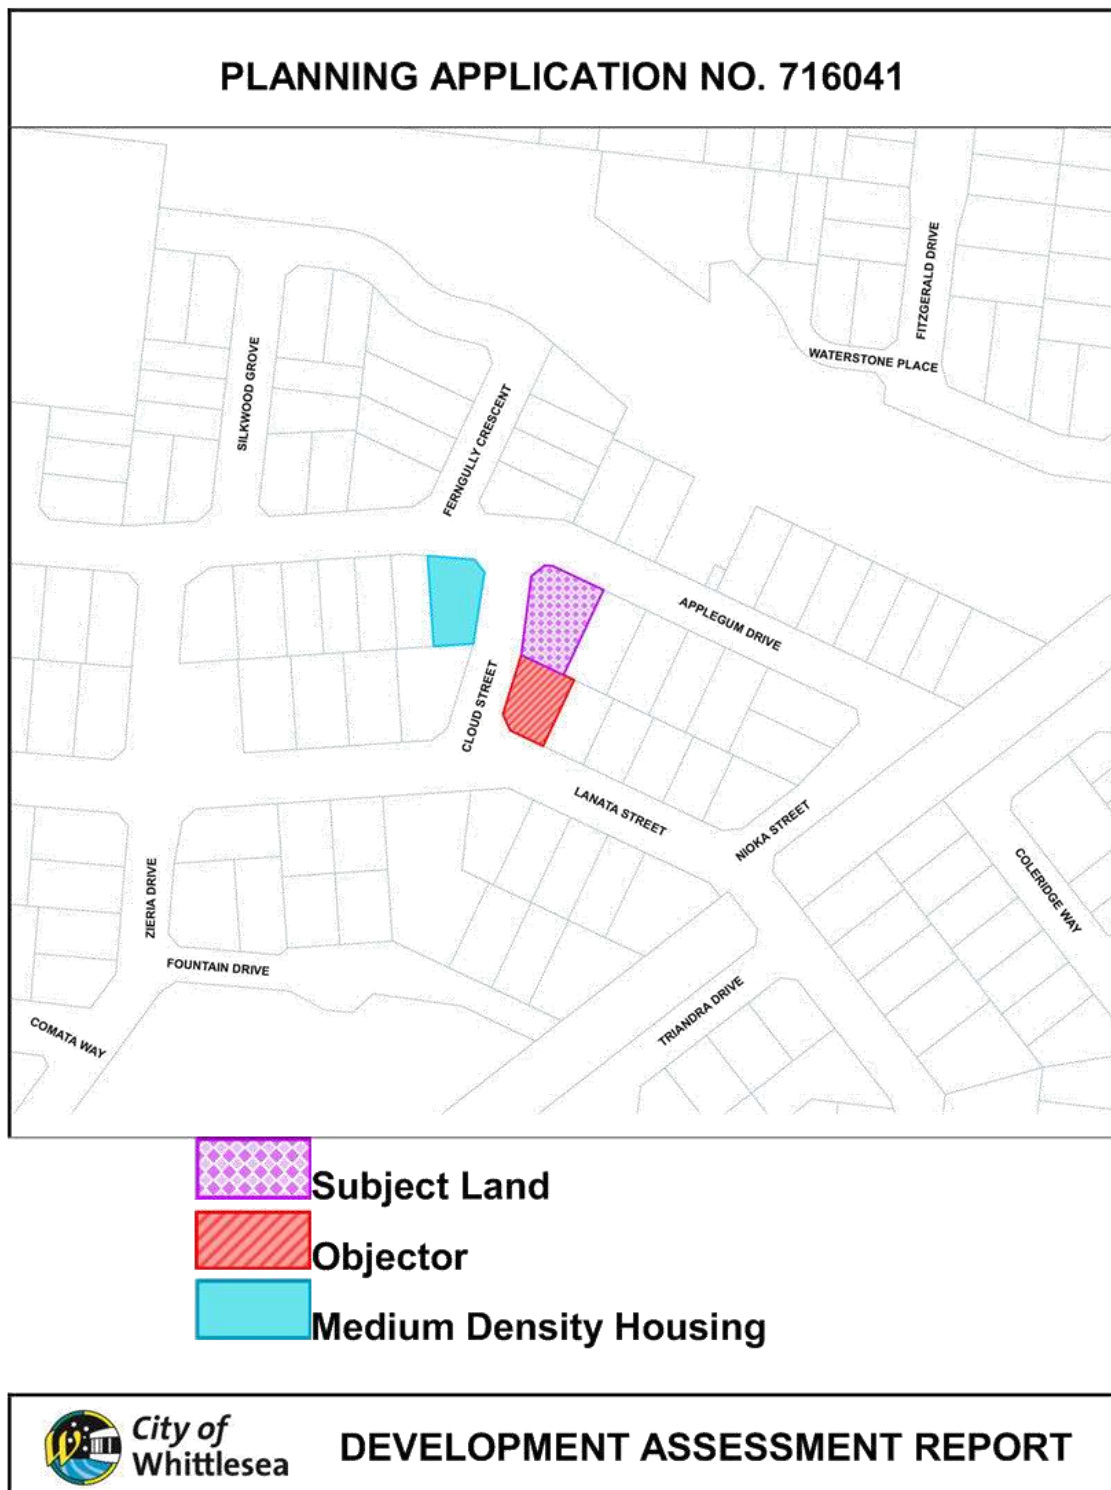 PLANNING APPLICATION NO. 716041
FITZGERALD DRIVE
WATERSTONE PLACE
SILKWOOD GROVE
FERNGULLY CRESCENT
APPLEGUM DRIVE
CLOUD STREET
LANATA STREET
NIOKA STREET
COLERIDGE WAY
ZIERIA DRIVE
FOUNTAIN DRIVE
TRIANDRA DRIVE
COMATA WAY
Subject Land
Objector
Medium Density Housing
City of
Whittlesea
DEVELOPMENT ASSESSMENT REPORT